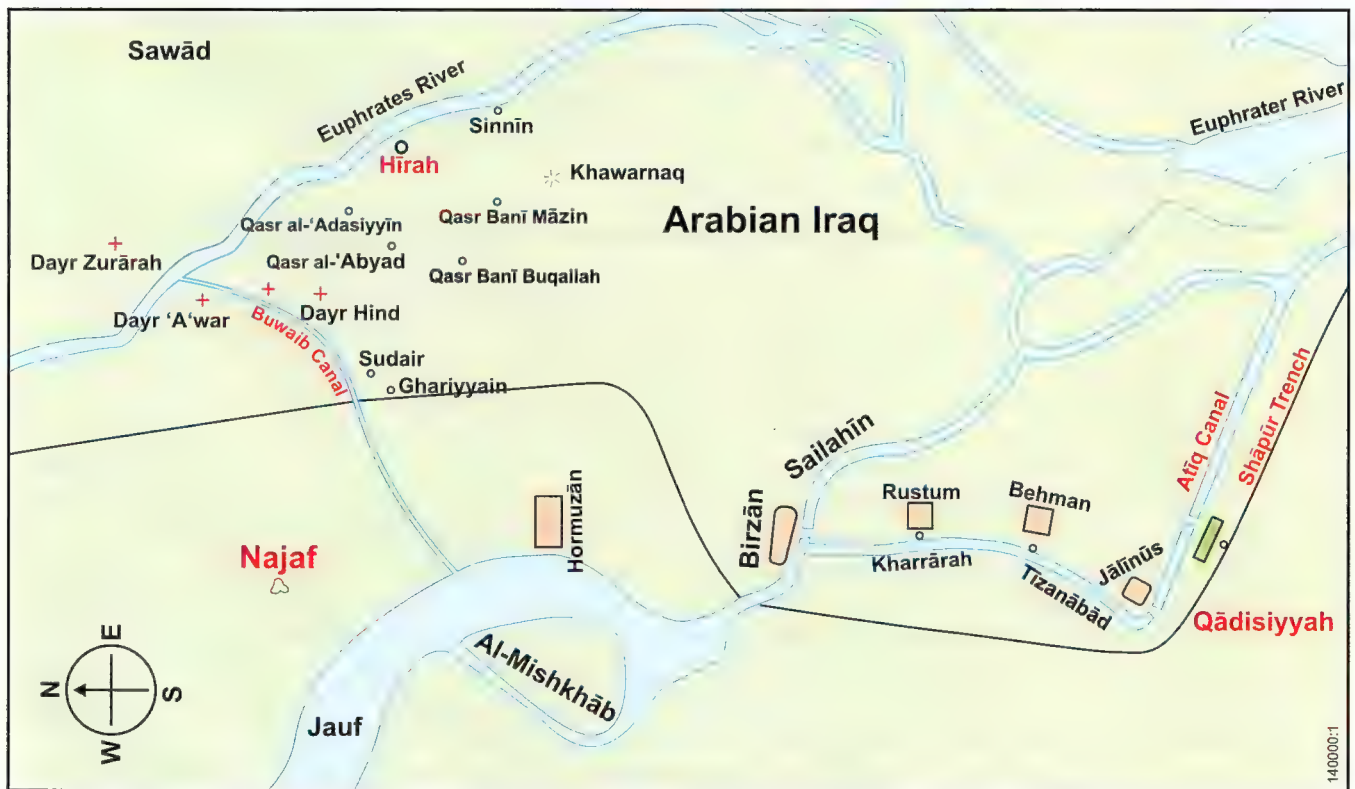 Sawād
Euphrates River
Euphrater River
Sinnīn
Hīrah
Khawarnaq
Qasr al-‘Adasiyyīn
Qasr Banī Māzin
Arabian Iraq
Dayr Zurārah
Qasr al-'Abyad
Qasr Banī Buqailah
Dayr ‘A‘war
Dayr Hind
Buwaib Canal
Sudair
Ghariyyain
Atīq Canal
Shāpūr Trench
Sailahīn
Rustum
Behman
Hormuzān
Birzān
Najaf
Kharrārah
Jālīnūs
Tīzanābād
Qādisiyyah
E
N
S
W
Al-Mishkhāb
Jauf
140000:1